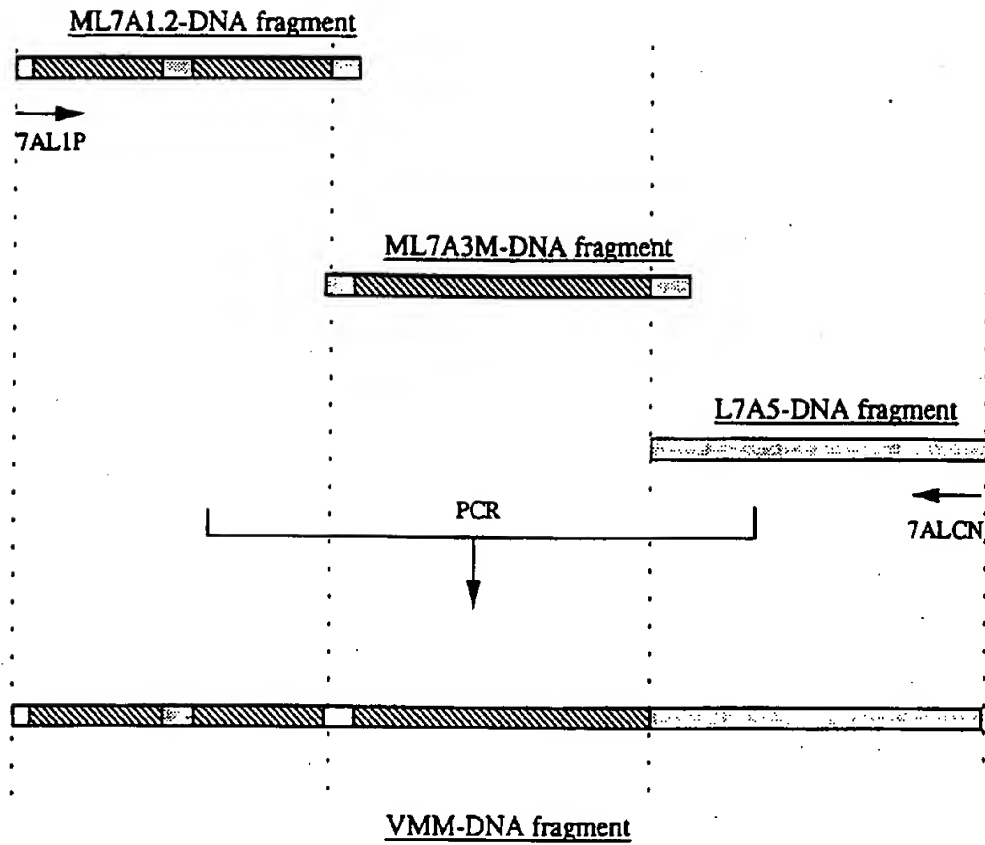 ML7A1.2-DNA fragment
7AL1P
ML7A3M-DNA fragment
L7A5-DNA fragment
PCR
7ALCN
VMM-DNA fragment